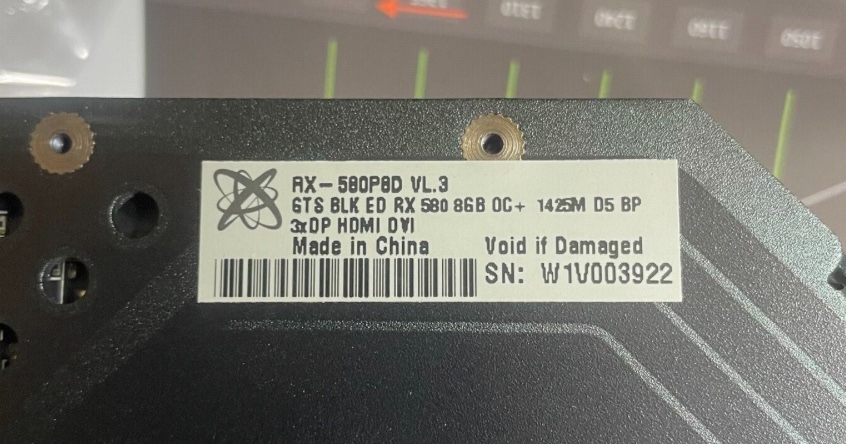 RX-580P8D VL.3
GTS BLK ED RX 580 8GB OC+ 1425M D5 BP
3xDP HDMI DVI
Made in China Void if Damaged
SN: W1V003922